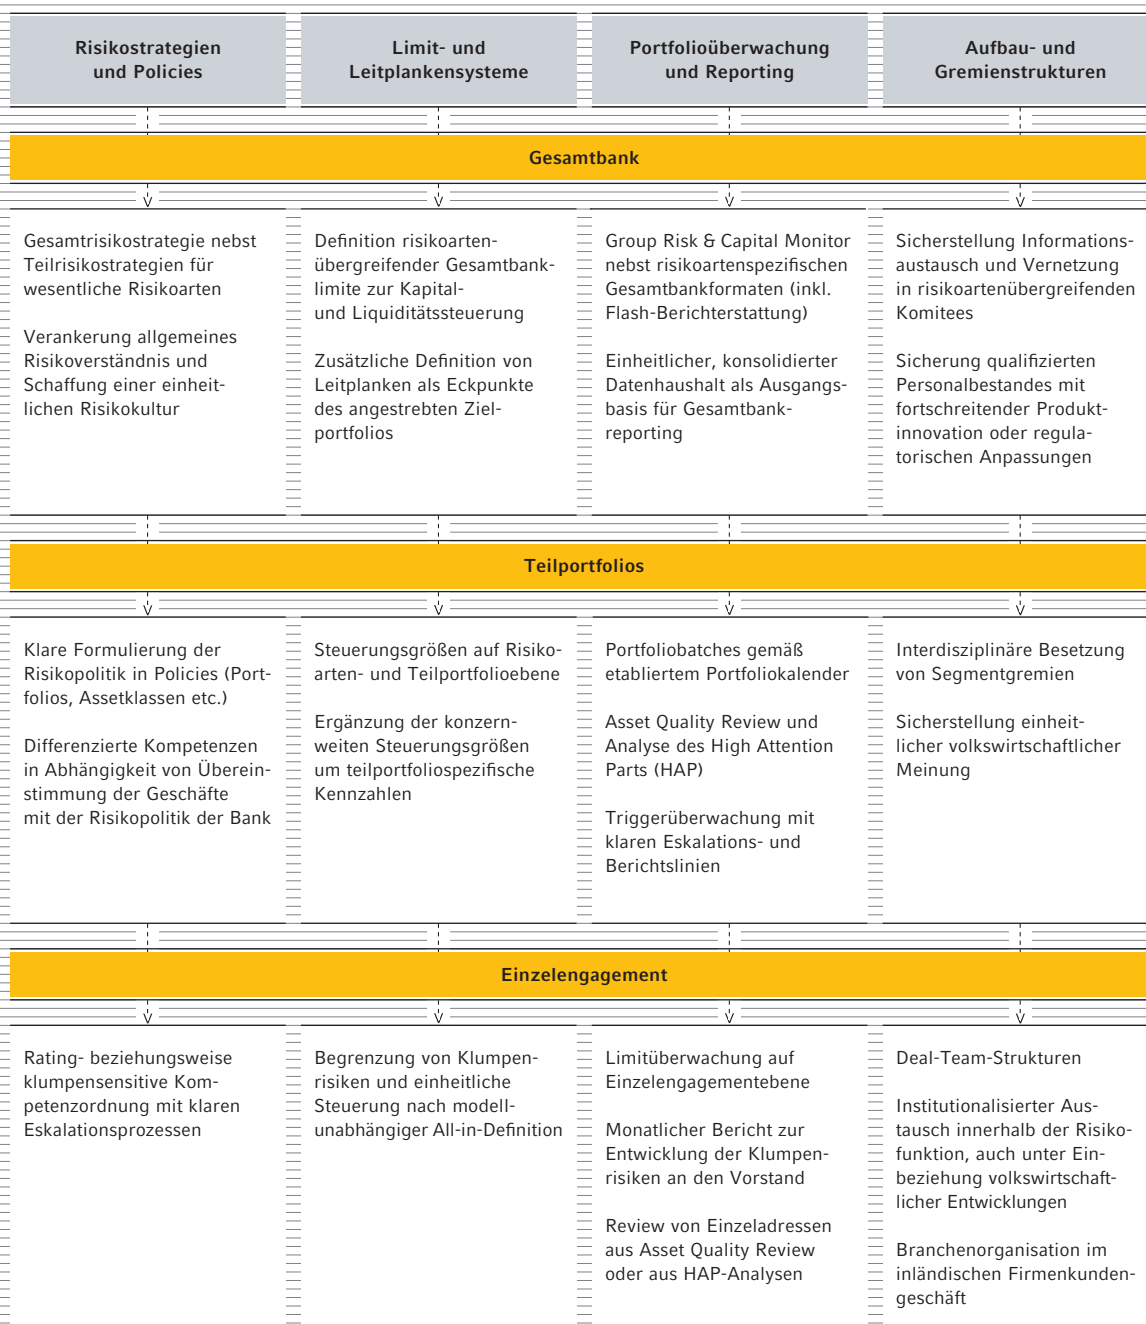 Risikostrategien
und Policies
Limit- und
Leitplankensysteme
Portfolioüberwachung
und Reporting
Aufbau- und
Gremienstrukturen
Gesamtbank
Gesamtrisikostrategie nebst
Teilrisikostrategien für
wesentliche Risikoarten
Verankerung allgemeines
Risikoverständnis und
Schaffung einer einheit-
lichen Risikokultur
Definition risikoarten-
übergreifender Gesamtbank-
limite zur Kapital-
und Liquiditätssteuerung
Zusätzliche Definition von
Leitplanken als Eckpunkte
des angestrebten Ziel-
portfolios
Group Risk & Capital Monitor
nebst risikoartenspezifischen
Gesamtbankformaten (inkl.
Flash-Berichterstattung)
Einheitlicher, konsolidierter
Datenhaushalt als Ausgangs-
basis für Gesamtbank-
reporting
Sicherstellung Informations-
austausch und Vernetzung
in risikoartenübergreifenden
Komitees
Sicherung qualifizierten
Personalbestandes mit
fortschreitender Produkt-
innovation oder regula-
torischen Anpassungen
Teilportfolios
Klare Formulierung der
Risikopolitik in Policies (Port-
folios, Assetklassen etc.)
Differenzierte Kompetenzen
in Abhängigkeit von Überein-
stimmung der Geschäfte
mit der Risikopolitik der Bank
Steuerungsgrößen auf Risiko-
arten- und Teilportfolioebene
Ergänzung der konzern-
weiten Steuerungsgrößen
um teilportfoliospezifische
Kennzahlen
Portfoliobatches gemäß
etabliertem Portfoliokalender
Asset Quality Review und
Analyse des High Attention
Parts (HAP)
Triggerüberwachung mit
klaren Eskalations- und
Berichtslinien
Interdisziplinäre Besetzung
von Segmentgremien
Sicherstellung einheit-
licher volkswirtschaftlicher
Meinung
Einzelengagement
Rating- beziehungsweise
klumpensensitive Kom-
petenzordnung mit klaren
Eskalationsprozessen
Begrenzung von Klumpen-
risiken und einheitliche
Steuerung nach modell-
unabhängiger All-in-Definition
Limitüberwachung auf
Einzelengagementebene
Monatlicher Bericht zur
Entwicklung der Klumpen-
risiken an den Vorstand
Review von Einzeladressen
aus Asset Quality Review
oder aus HAP-Analysen
Deal-Team-Strukturen
Institutionalisierter Aus-
tausch innerhalb der Risiko-
funktion, auch unter Ein-
beziehung volkswirtschaft-
licher Entwicklungen
Branchenorganisation im
inländischen Firmenkunden-
geschäft